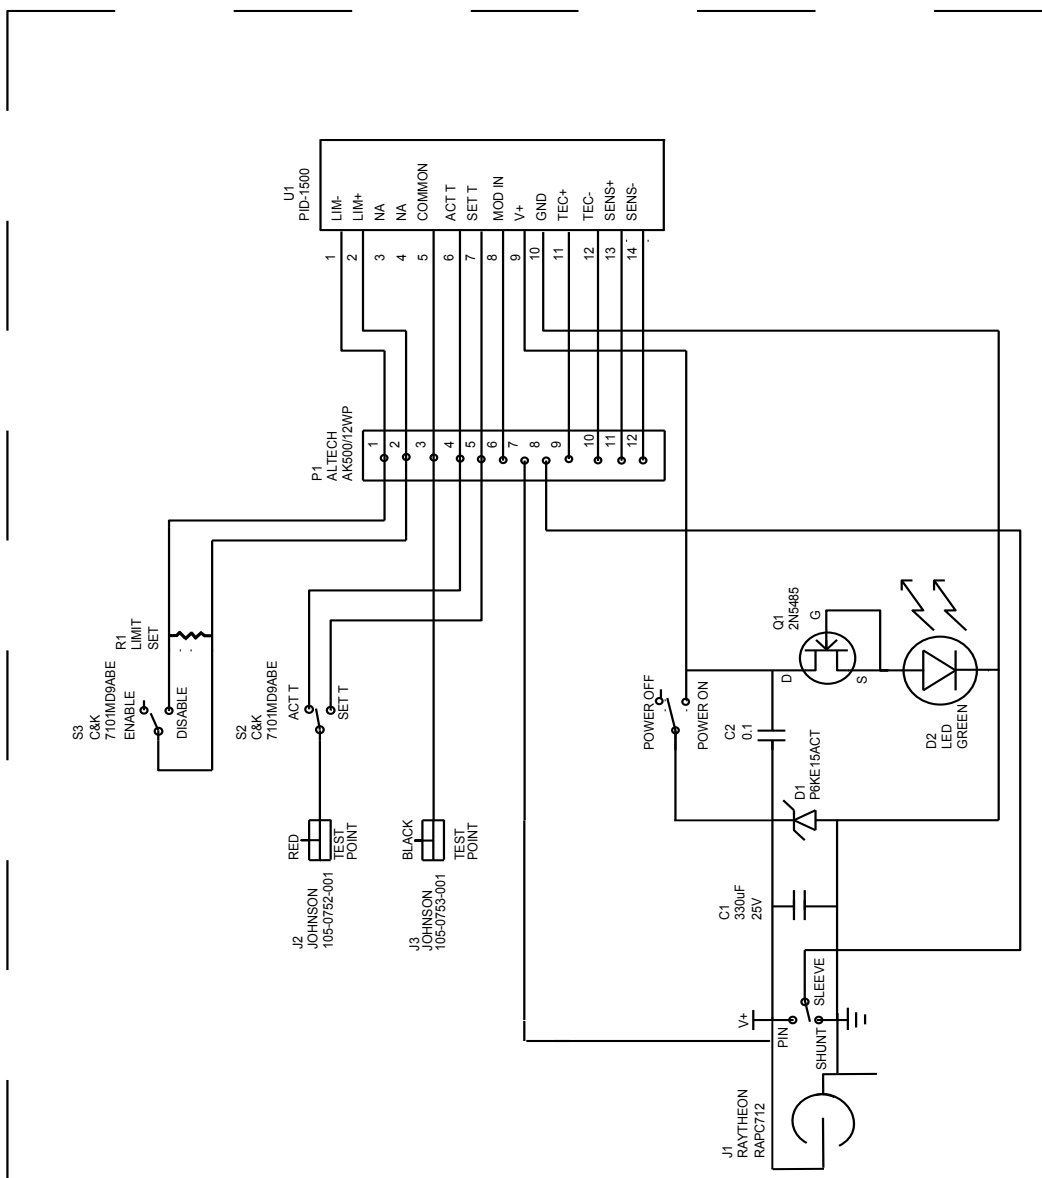 U1
PID-1500
LIM-
LIM+
NA
NA
COMMON
ACT T
SET T
MOD IN
V+
GND
TEC+
TEC-
SENS+
SENS-
1
2
3
4
5
6
7
8
9
10
11
12
13
14
P1
ALTECH
AK500/12WP
1
2
3
4
5
6
7
8
9
10
11
12
R1
LIMIT
SET
S3
C&K
7101MD9ABE
ENABLE
DISABLE
S2
C&K
7101MD9ABE
ACT T
SET T
RED
TEST
POINT
J2
JOHNSON
105-0752-001
BLACK
TEST
POINT
J3
JOHNSON
105-0753-001
POWER OFF
POWER ON
Q1
2N5485
G
D
S
C2
0.1
D2
LED
GREEN
D1
P6KE15ACT
C1
330uF
25V
V+
PIN
SLEEVE
SHUNT
J1
RAYTHEON
RAPC712